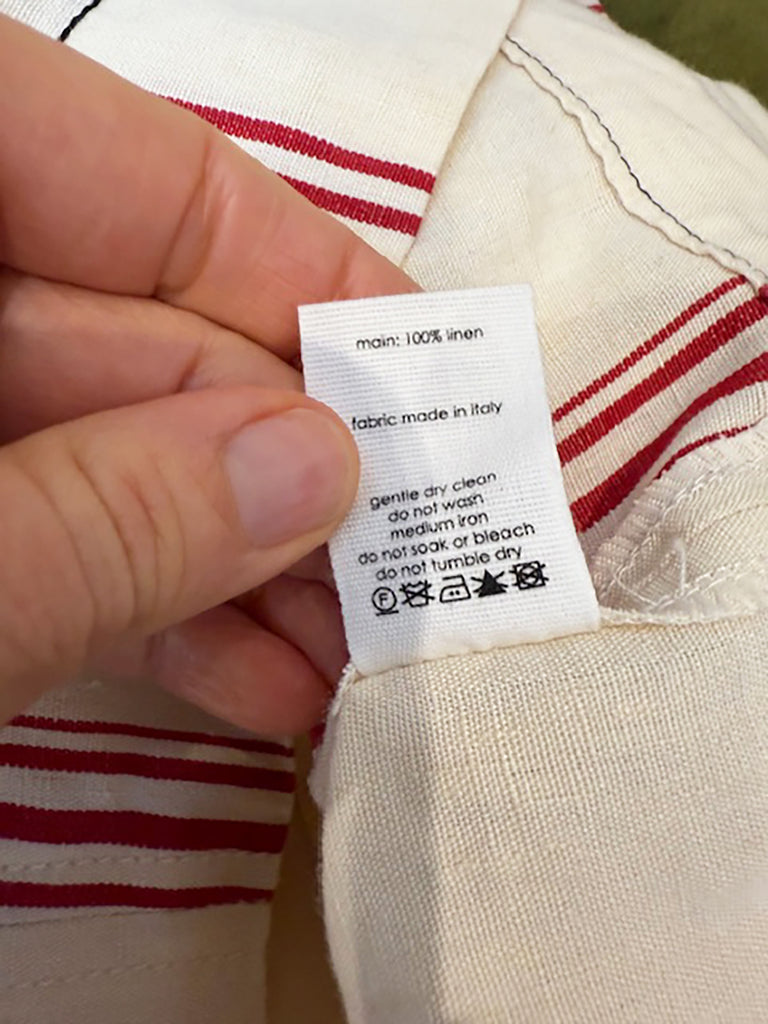 main: 100% linen
fabric made in italy
gentle dry clean
do not wash
medium iron
do not soak or bleach
do not tumble dry
F